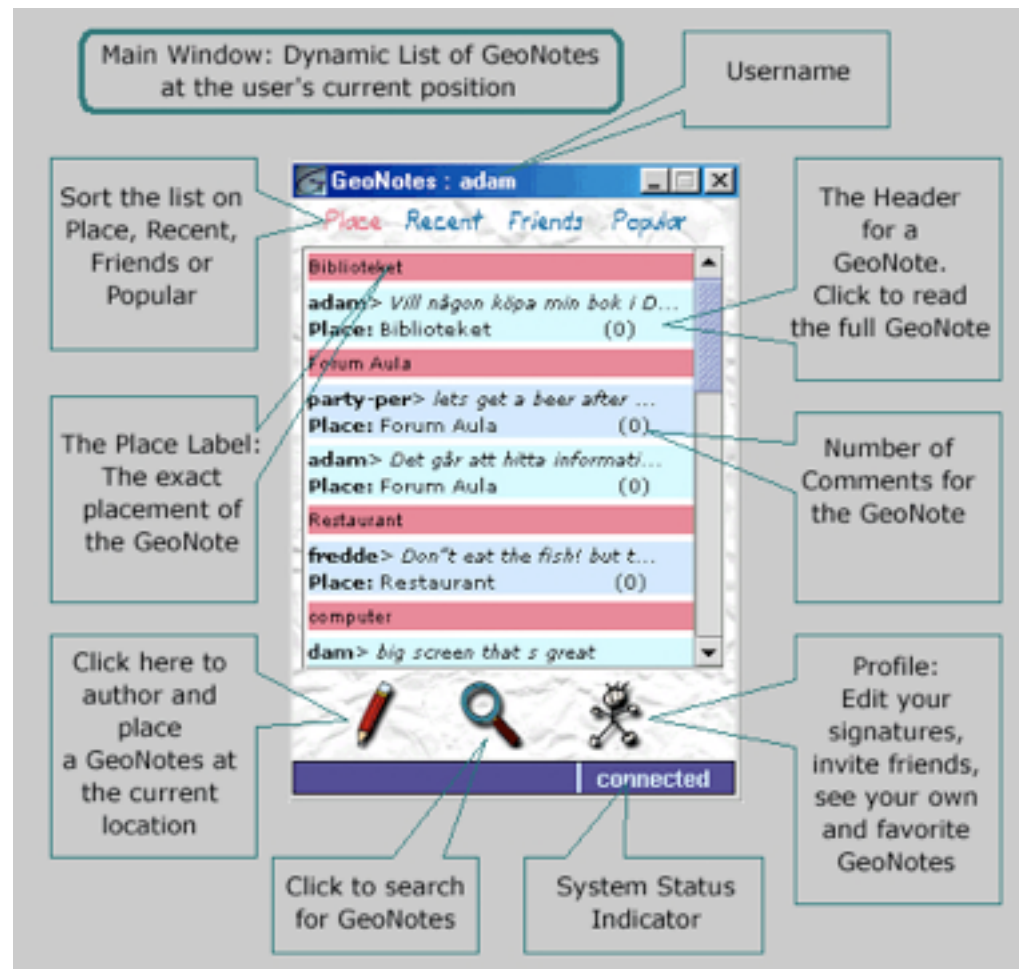 Main Window: Dynamic List of GeoNotes
at the user's current position
Username
Sort the list on
Place, Recent,
Friends or
Popular
The Place Label:
The exact
placement of
the GeoNote
Click here to
author and
place
a GeoNotes at
the current
location
GeoNotes : adam
Place Recent Friends Popular
Biblioteket
adam> Vill någon köpa min bok i D...
Place: Biblioteket (0)
Forum Aula
party-per> lets get a beer after ...
Place: Forum Aula (0)
adam> Det går att hitta informati...
Place: Forum Aula (0)
Restaurant
fredde> Don"t eat the fish! but t...
Place: Restaurant (0)
computer
dam> big screen that s great
connected
The Header
for a
GeoNote.
Click to read
the full GeoNote
Number of
Comments for
the GeoNote
Profile:
Edit your
signatures,
invite friends,
see your own
and favorite
GeoNotes
Click to search
for GeoNotes
System Status
Indicator